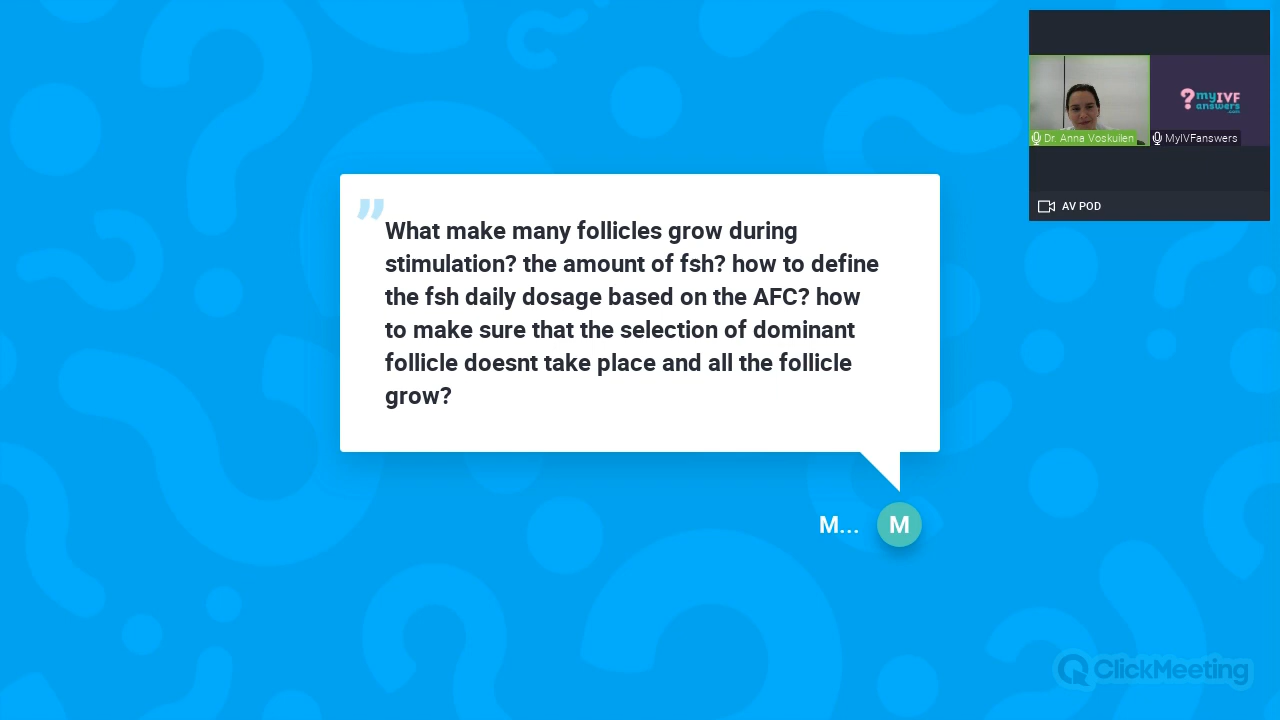 What make many follicles grow during
stimulation? the amount of fsh? how to define
the fsh daily dosage based on the AFC? how
to make sure that the selection of dominant
follicle doesnt take place and all the follicle
grow?
M...
M
?myIVF
answers
Dr. Anna Voskuilen
MyIVFanswers
AV POD
ClickMeeting